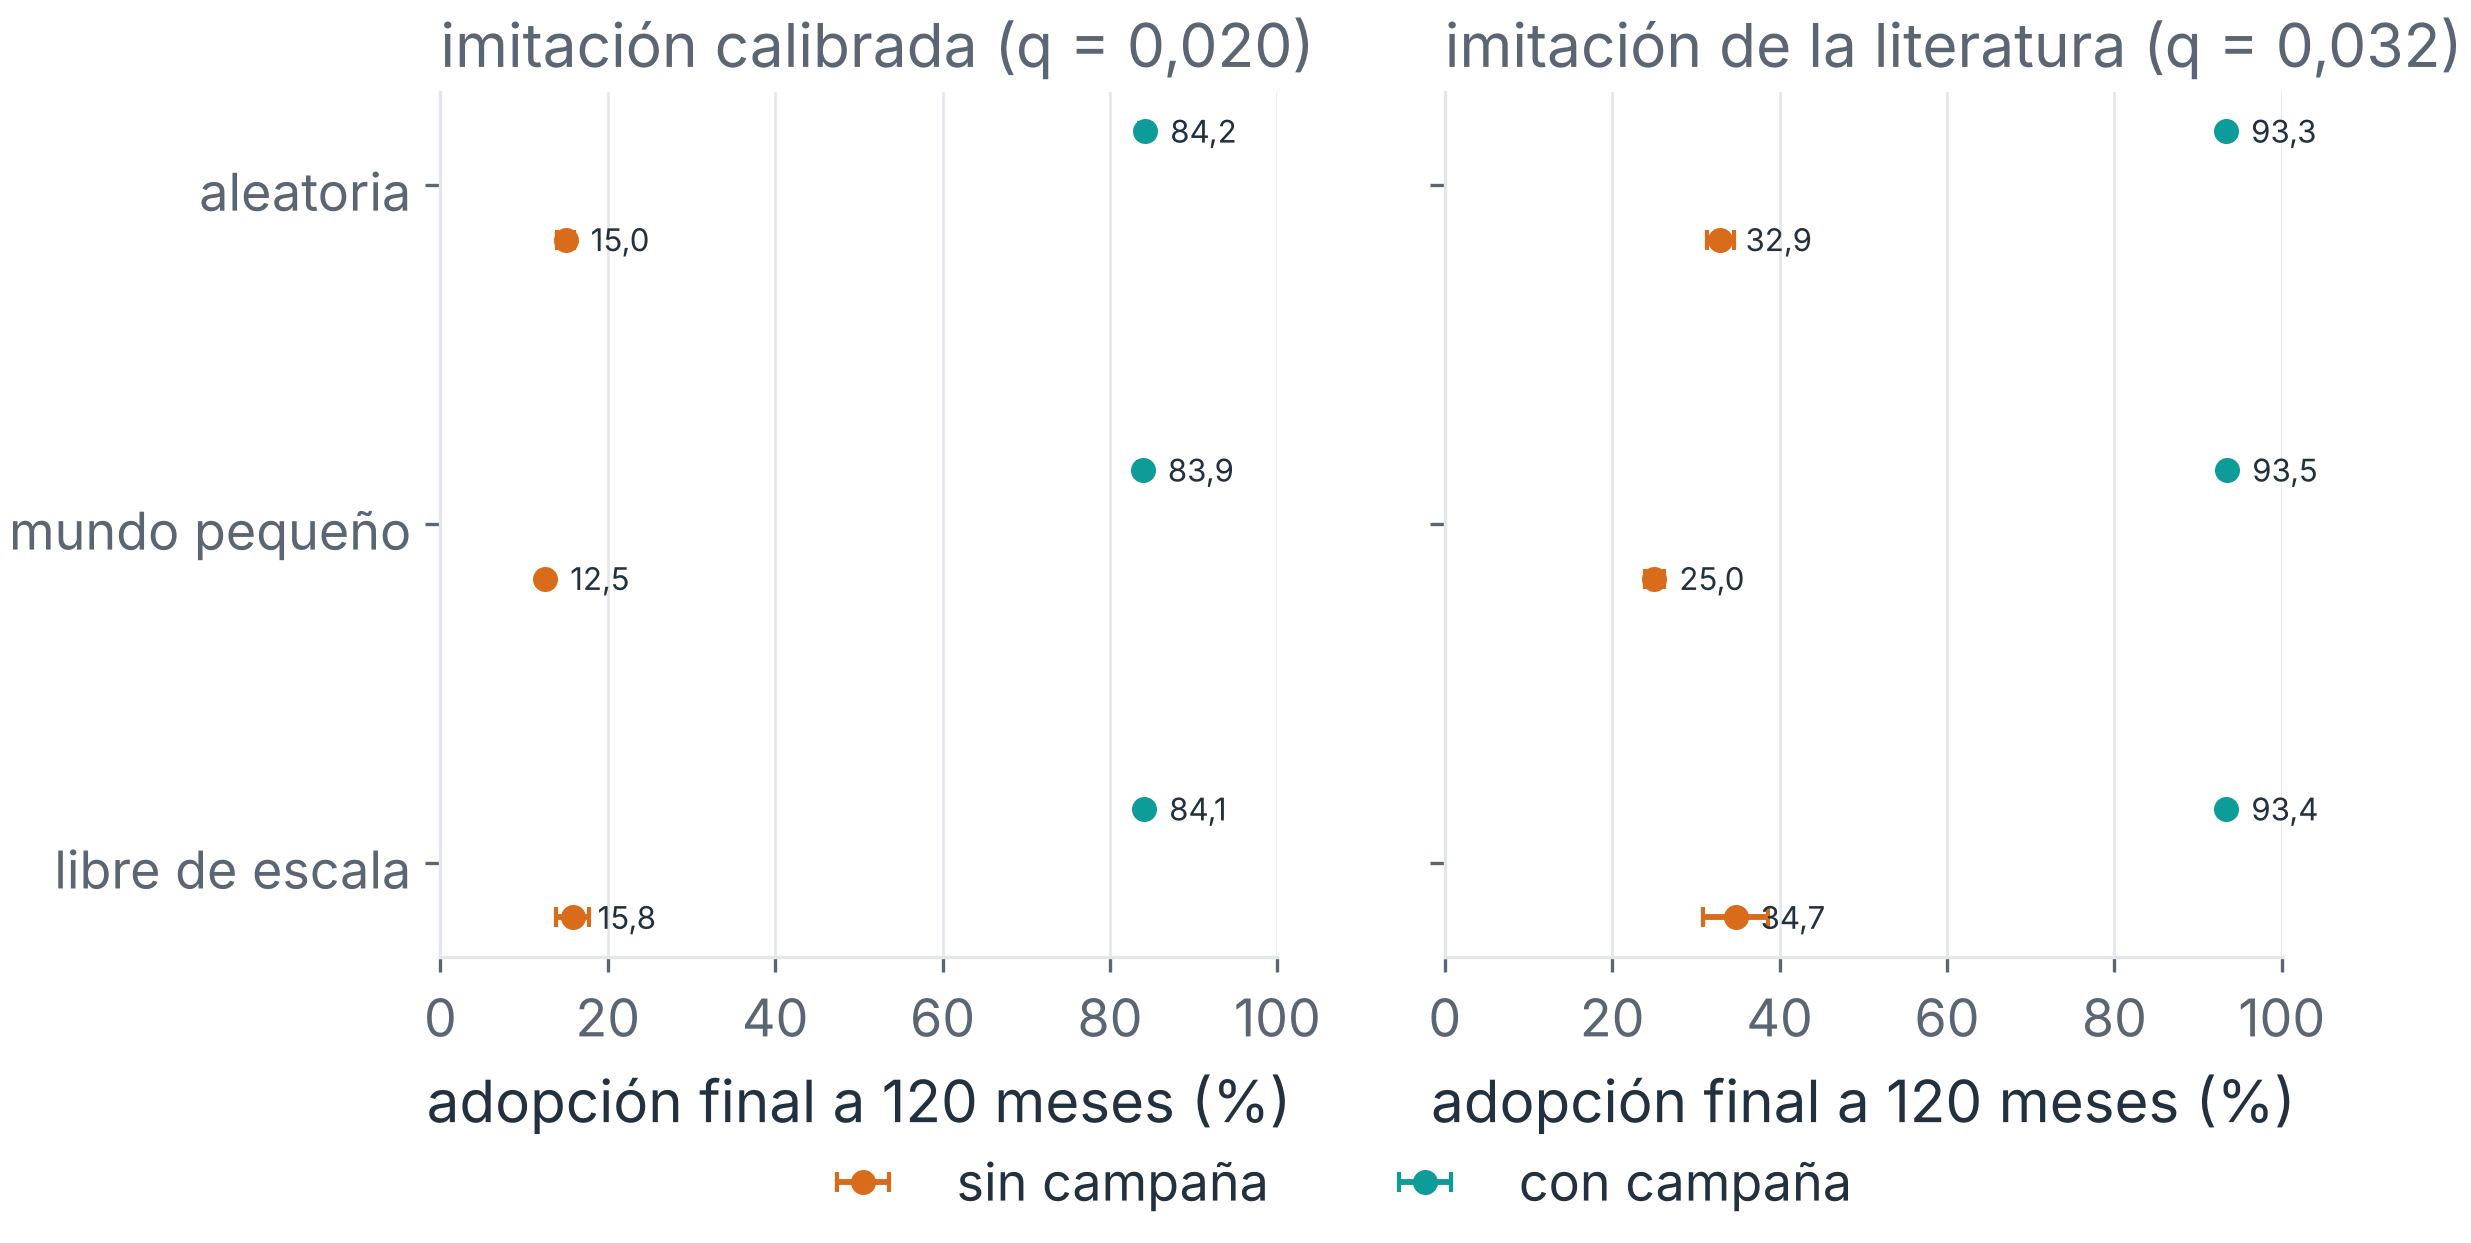 imitación calibrada (q = 0,020)
imitación de la literatura (q = 0,032)
84,2
93,3
aleatoria
15,0
32,9
83,9
93,5
mundo pequeño
12,5
25,0
84,1
93,4
libre de escala
15,8
34,7
0 20 40 60 80 100
0 20 40 60 80 100
adopción final a 120 meses (%)
adopción final a 120 meses (%)
sin campaña
con campaña